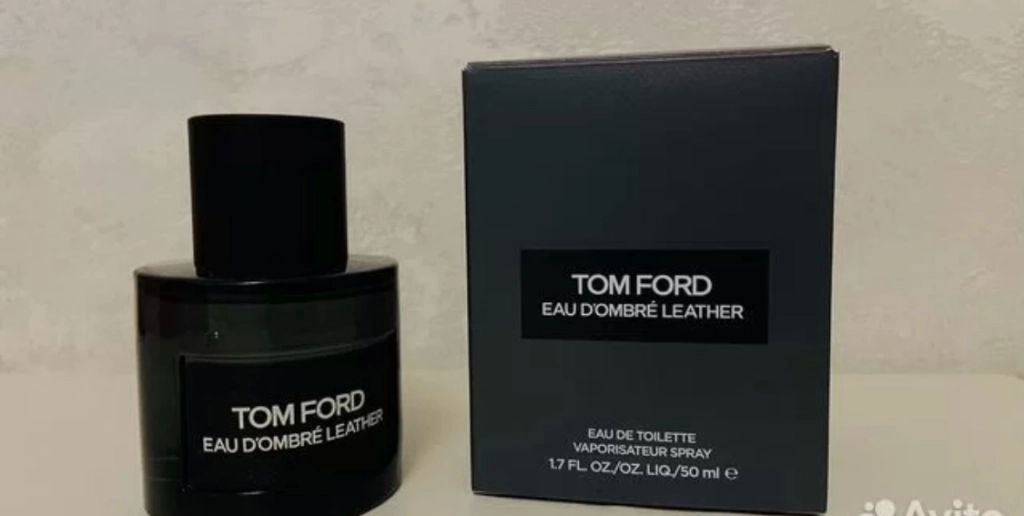 TOM FORD
EAU D'OMBRÉ LEATHER
TOM FORD
EAU D'OMBRÉ LEATHER
EAU DE TOILETTE
VAPORISATEUR SPRAY
1.7 FL. OZ./OZ. LIQ./50 ml ℮
Avito